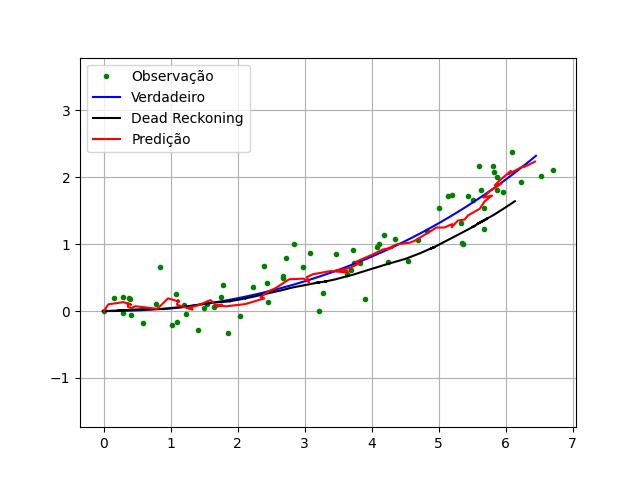 Observação
Verdadeiro
Dead Reckoning
Predição
3
2
1
0
−1
0 1 2 3 4 5 6 7